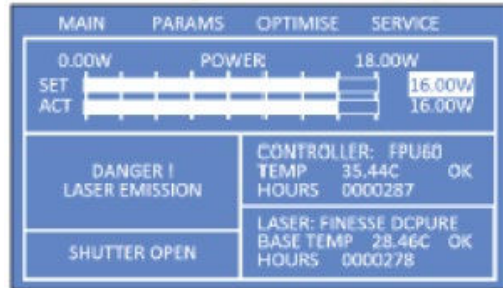 MAIN PARAMS OPTIMISE SERVICE
0.00W POWER 18.00W
SET 16.00W
ACT 16.00W
DANGER !
LASER EMISSION
SHUTTER OPEN
CONTROLLER: FPU60
TEMP 35.44C OK
HOURS 0000287
LASER: FINESSE DCPURE
BASE TEMP 28.46C OK
HOURS 0000278